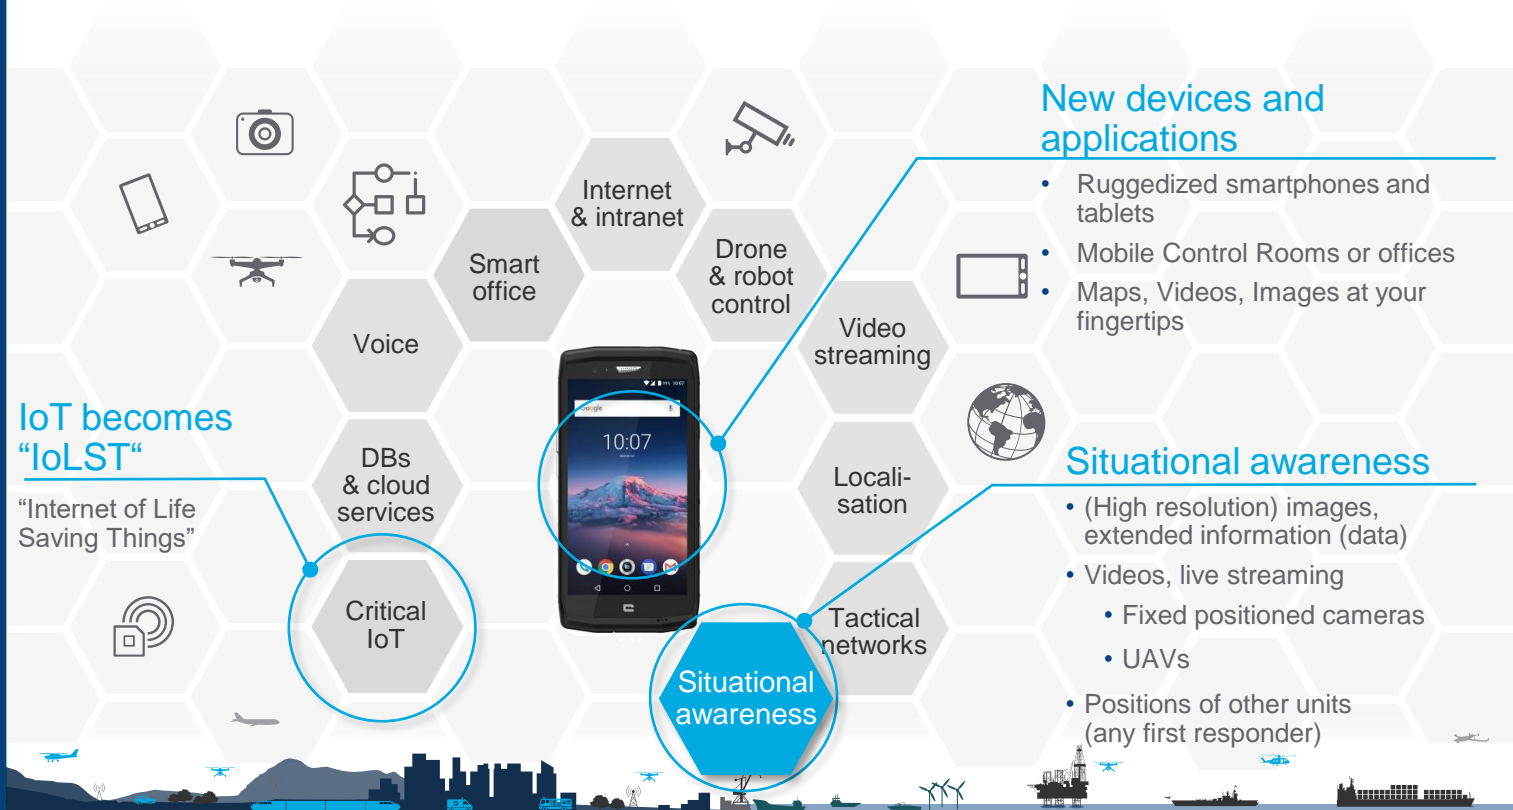 New devices and
applications
• Ruggedized smartphones and
tablets
• Mobile Control Rooms or offices
• Maps, Videos, Images at your
fingertips
Internet
& intranet
Smart
office
Drone
& robot
control
Voice
Video
streaming
IoT becomes
“IoLST“
“Internet of Life
Saving Things”
DBs
& cloud
services
Locali-
sation
Critical
IoT
Tactical
networks
Situational
awareness
10:07
Google
10:07
Situational awareness
• (High resolution) images,
extended information (data)
• Videos, live streaming
• Fixed positioned cameras
• UAVs
• Positions of other units
(any first responder)